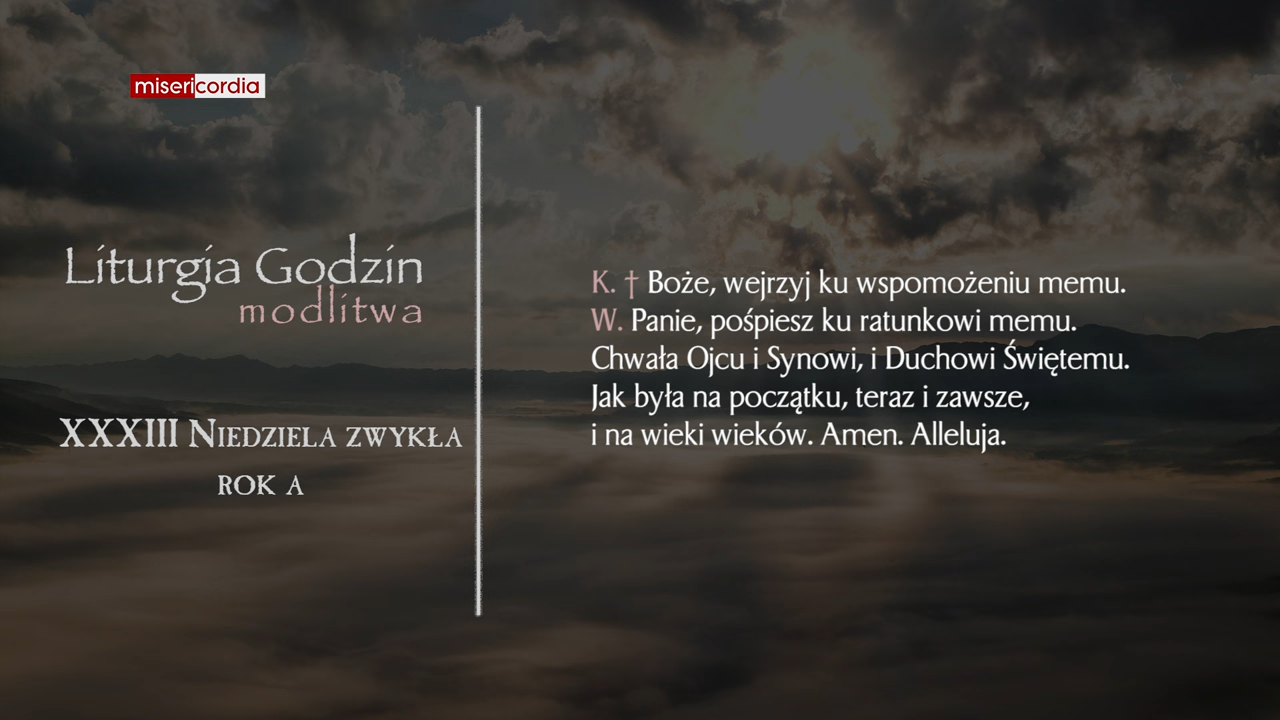 misericordia
Liturgia Godzin
modlitwa
XXXIII Niedziela zwykła
rok A
K. † Boże, wejrzyj ku wspomożeniu memu.
W. Panie, pośpiesz ku ratunkowi memu.
Chwała Ojcu i Synowi, i Duchowi Świętemu.
Jak była na początku, teraz i zawsze,
i na wieki wieków. Amen. Alleluja.